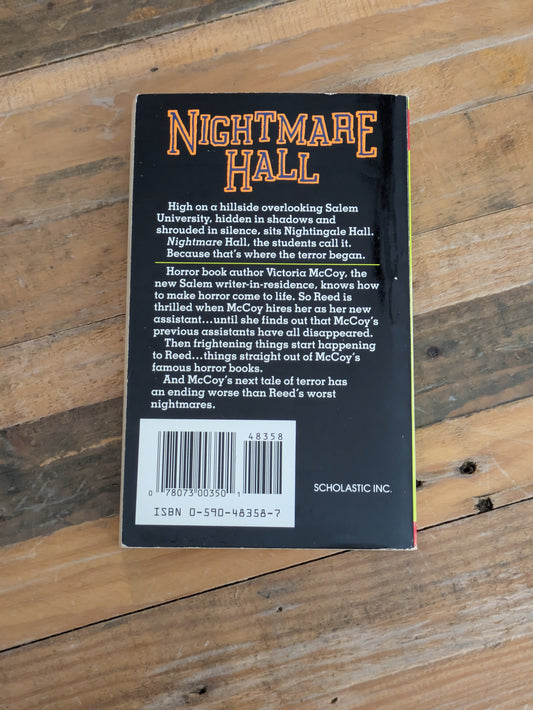 NIGHTMARE
HALL
High on a hillside overlooking Salem
University, hidden in shadows and
shrouded in silence, sits Nightingale Hall.
Nightmare Hall, the students call it.
Because that's where the terror began.
Horror book author Victoria McCoy, the
new Salem writer-in-residence, knows how
to make horror come to life. So Reed is
thrilled when McCoy hires her as her new
assistant...until she finds out that McCoy's
previous assistants have all disappeared.
Then frightening things start happening
to Reed...things straight out of McCoy's
famous horror books.
And McCoy's next tale of terror has
an ending worse than Reed's worst
nightmares.
48358
0 78073 00350 1
ISBN 0-590-48358-7
SCHOLASTIC INC.